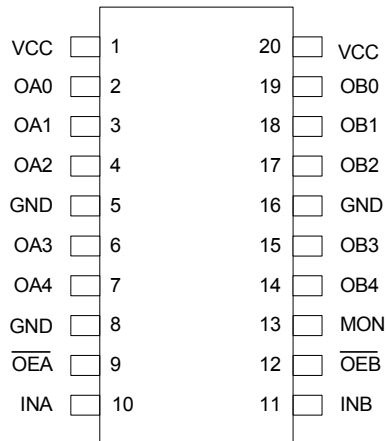 VCC 1 20 VCC
OA0 2 19 OB0
OA1 3 18 OB1
OA2 4 17 OB2
GND 5 16 GND
OA3 6 15 OB3
OA4 7 14 OB4
GND 8 13 MON
O̅E̅A̅ 9 12 O̅E̅B̅
INA 10 11 INB